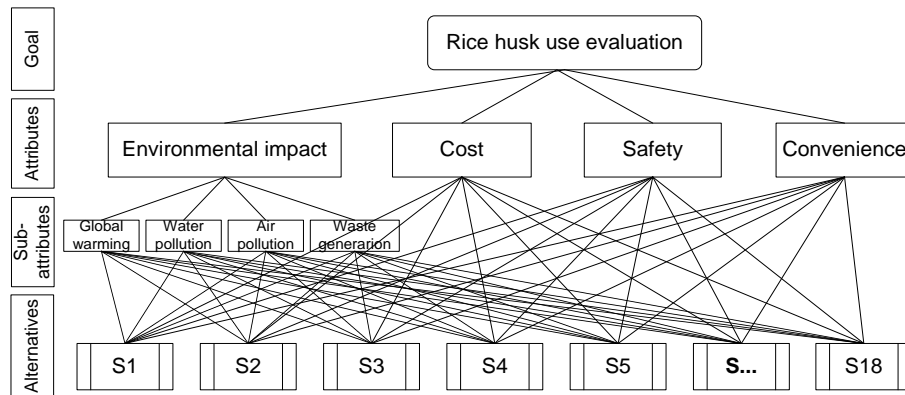 Goal
Rice husk use evaluation
Attributes
Environmental impact
Cost
Safety
Convenience
Sub-
attributes
Global
warming
Water
pollution
Air
pollution
Waste
generarion
Alternatives
S1
S2
S3
S4
S5
S...
S18